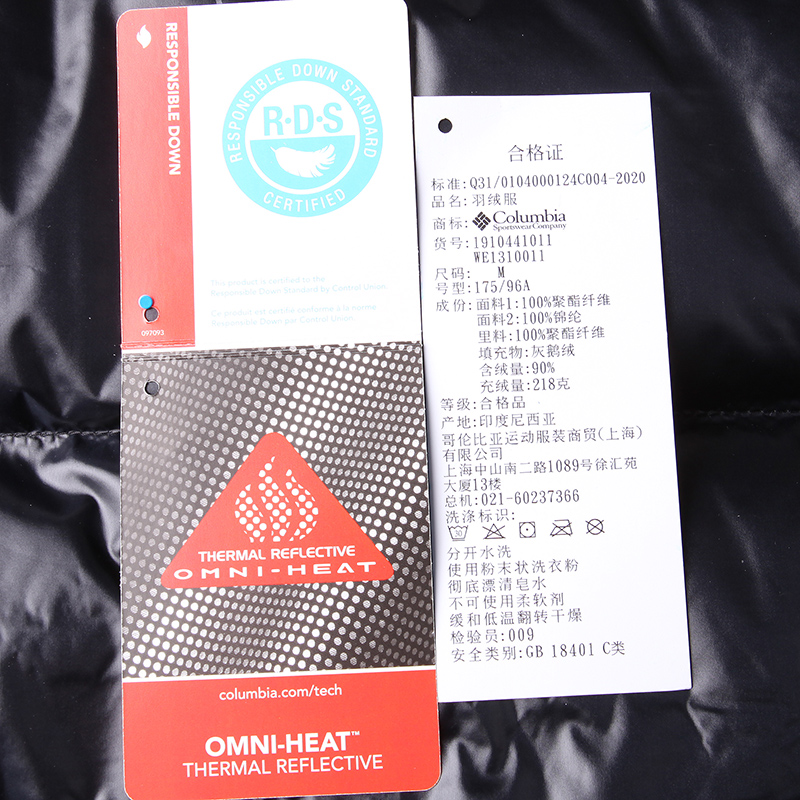 RESPONSIBLE DOWN
RESPONSIBLE DOWN STANDARD
R·D·S
CERTIFIED
This product is certified to the
Responsible Down Standard by Control Union.
Ce produit est certifié conforme à la norme
Responsible Down par Control Union.
097093
THERMAL REFLECTIVE
OMNI-HEAT
columbia.com/tech
OMNI-HEAT™
THERMAL REFLECTIVE
合格证
标准:Q31/0104000124C004-2020
品名:羽绒服
商标: Columbia
Sportswear Company
货号:1910441011
WE1310011
尺码: M
号型:175/96A
成份:面料1:100%聚酯纤维
面料2:100%锦纶
里料:100%聚酯纤维
填充物:灰鹅绒
含绒量:90%
充绒量:218克
等级:合格品
产地:印度尼西亚
哥伦比亚运动服装商贸(上海)
有限公司
上海中山南二路1089号徐汇苑
大厦13楼
总机:021-60237366
洗涤标识:
30
分开水洗
使用粉末状洗衣粉
彻底漂清皂水
不可使用柔软剂
缓和低温翻转干燥
检验员:009
安全类别:GB 18401 C类